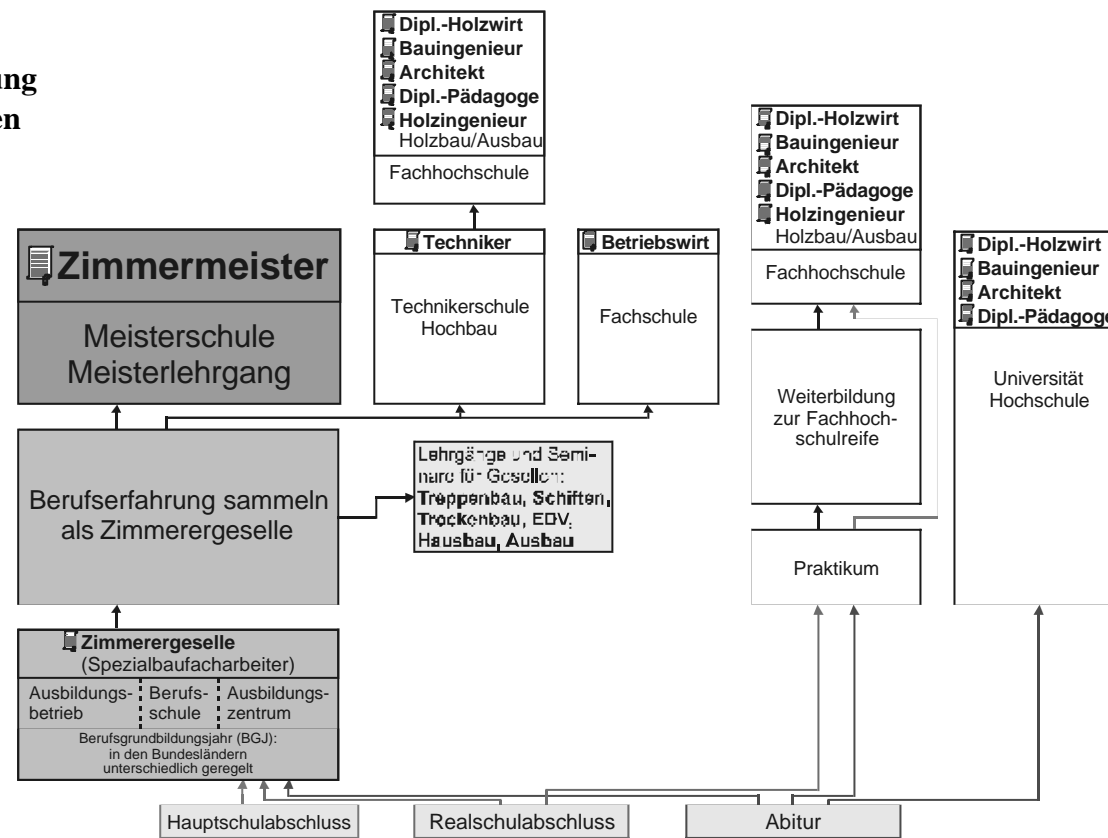 ung
en
Dipl.-Holzwirt
Bauingenieur
Architekt
Dipl.-Pädagoge
Holzingenieur
Holzbau/Ausbau
Fachhochschule
Dipl.-Holzwirt
Bauingenieur
Architekt
Dipl.-Pädagoge
Holzingenieur
Holzbau/Ausbau
Fachhochschule
Zimmermeister
Meisterschule
Meisterlehrgang
Techniker
Technikerschule
Hochbau
Betriebswirt
Fachschule
Dipl.-Holzwirt
Bauingenieur
Architekt
Dipl.-Pädagoge
Universität
Hochschule
Weiterbildung
zur Fachhoch-
schulreife
Berufserfahrung sammeln
als Zimmerergeselle
Lehrgänge und Semi-
nare für Gesellen:
Treppenbau, Schiften,
Trockenbau, EDV,
Hausbau, Ausbau
Praktikum
Zimmerergeselle
(Spezialbaufacharbeiter)
Ausbildungs-
betrieb
Berufs-
schule
Ausbildungs-
zentrum
Berufsgrundbildungsjahr (BGJ):
in den Bundesländern
unterschiedlich geregelt
Hauptschulabschluss
Realschulabschluss
Abitur